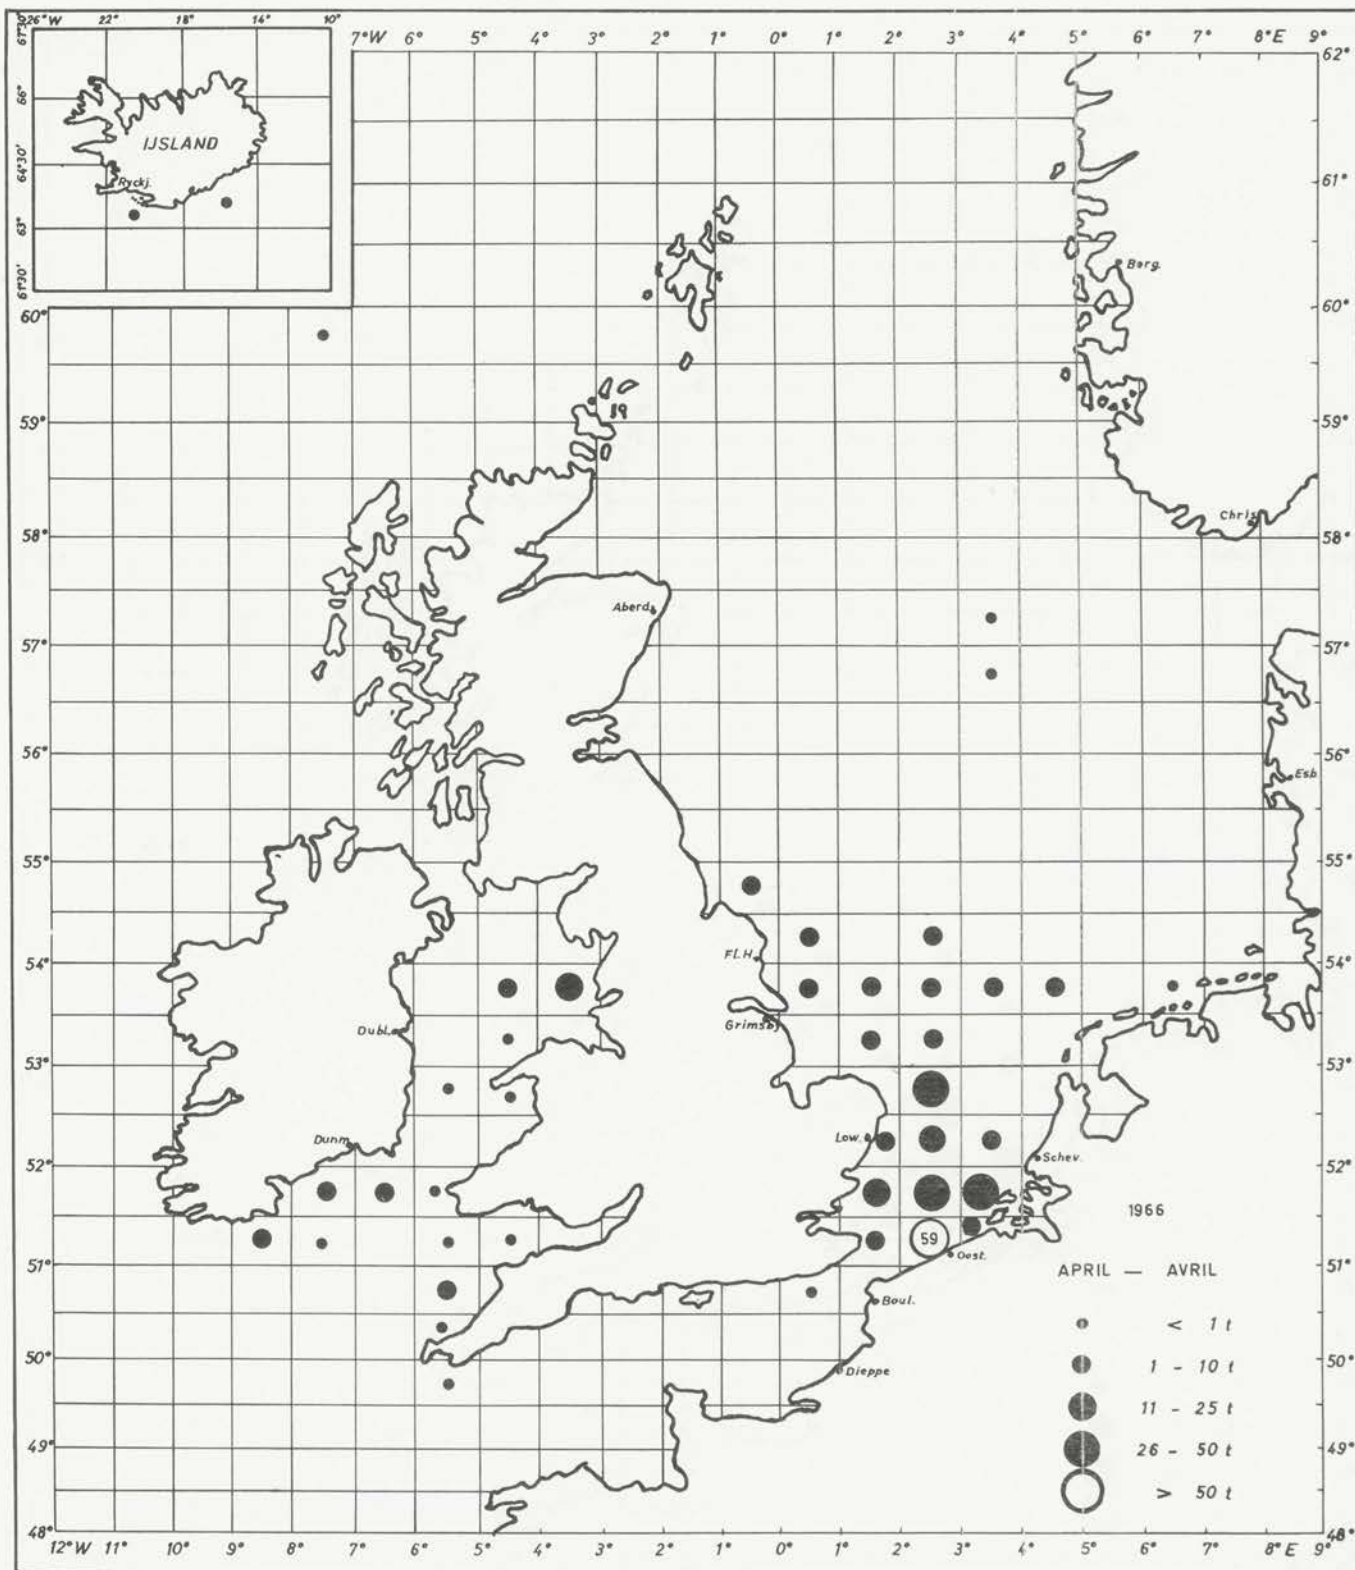 26°W 22° 18° 14° 10°
67°30'
66°
64°30'
63°
61°30'
IJSLAND
Ryckj.
7°W 6° 5° 4° 3° 2° 1° 0° 1° 2° 3° 4° 5° 6° 7° 8°E 9°
62°
61°
Berg.
60° 60°
59° 59°
Chris
58° 58°
Aberd.
57° 57°
56° 56°
Esb
55° 55°
Fl.H
54° 54°
Dubl.
Grimsby
53° 53°
Dunm
Low.
Schev.
52° 52°
1966
59
Oost.
51° 51°
APRIL — AVRIL
Boul.
< 1 t
50° 50°
Dieppe
1 - 10 t
11 - 25 t
49° 49°
26 - 50 t
> 50 t
48° 48°
12°W 11° 10° 9° 8° 7° 6° 5° 4° 3° 2° 1° 0° 1° 2° 3° 4° 5° 6° 7° 8°E 9°